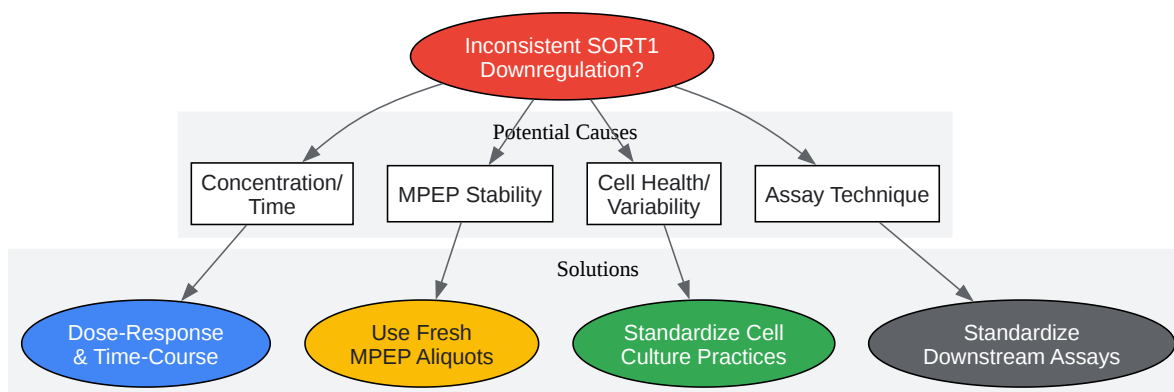 Inconsistent SORT1
Downregulation?
Potential Causes
Concentration/
Time
MPEP Stability
Cell Health/
Variability
Assay Technique
Solutions
Dose-Response
& Time-Course
Use Fresh
MPEP Aliquots
Standardize Cell
Culture Practices
Standardize
Downstream Assays